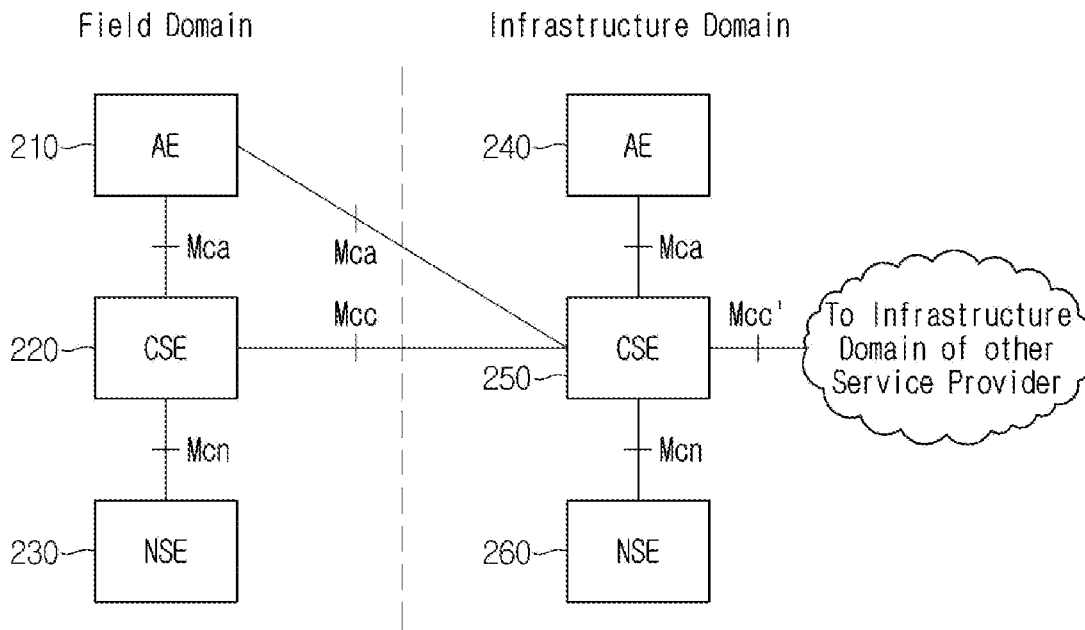 Field Domain
Infrastructure Domain
210
AE
240
AE
Mca
Mca
Mca
Mcc
Mcc'
220
CSE
250
CSE
To Infrastructure
Domain of other
Service Provider
Mcn
Mcn
230
NSE
260
NSE